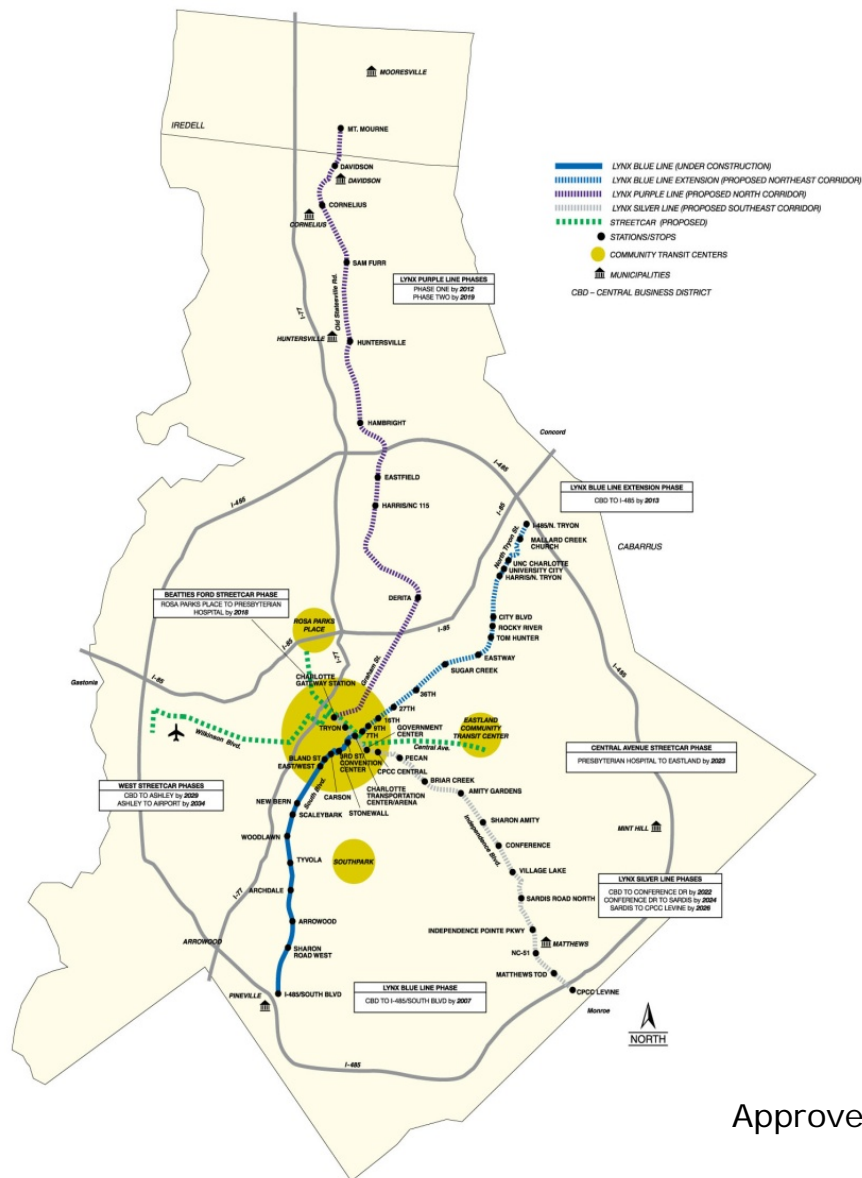 MOORESVILLE
IREDELL
MT. MOURNE
DAVIDSON
DAVIDSON
CORNELIUS
CORNELIUS
SAM FURR
I-77
Old Statesville Rd.
HUNTERSVILLE
HUNTERSVILLE
HAMBRIGHT
EASTFIELD
HARRIS/NC 115
DERITA
LYNX BLUE LINE (UNDER CONSTRUCTION)
LYNX BLUE LINE EXTENSION (PROPOSED NORTHEAST CORRIDOR)
LYNX PURPLE LINE (PROPOSED NORTH CORRIDOR)
LYNX SILVER LINE (PROPOSED SOUTHEAST CORRIDOR)
STREETCAR (PROPOSED)
STATIONS/STOPS
COMMUNITY TRANSIT CENTERS
MUNICIPALITIES
CBD – CENTRAL BUSINESS DISTRICT
LYNX PURPLE LINE PHASES
PHASE ONE by 2012
PHASE TWO by 2019
Concord
I-485
I-485
I-85
LYNX BLUE LINE EXTENSION PHASE
CBD TO I-485 by 2013
CABARRUS
North Tryon St.
I-485/N. TRYON
MALLARD CREEK
CHURCH
UNC CHARLOTTE
UNIVERSITY CITY
HARRIS/N. TRYON
CITY BLVD
ROCKY RIVER
TOM HUNTER
EASTWAY
SUGAR CREEK
36TH
27TH
16TH
9TH
7TH
BEATTIES FORD STREETCAR PHASE
ROSA PARKS PLACE TO PRESBYTERIAN
HOSPITAL by 2018
ROSA PARKS
PLACE
I-85
I-77
I-85
Graham St.
Gastonia
I-85
CHARLOTTE
GATEWAY STATION
TRYON
Wilkinson Blvd.
GOVERNMENT
CENTER
Central Ave.
EASTLAND
COMMUNITY
TRANSIT CENTER
I-485
BLAND ST.
EAST/WEST
3RD ST/
CONVENTION
CENTER
CPCC CENTRAL
PECAN
CARSON
STONEWALL
CHARLOTTE
TRANSPORTATION
CENTER/ARENA
South Blvd.
CENTRAL AVENUE STREETCAR PHASE
PRESBYTERIAN HOSPITAL TO EASTLAND by 2023
WEST STREETCAR PHASES
CBD TO ASHLEY by 2029
ASHLEY TO AIRPORT by 2034
NEW BERN
SCALEYBARK
WOODLAWN
TYVOLA
ARCHDALE
ARROWOOD
SHARON
ROAD WEST
I-485/SOUTH BLVD
SOUTHPARK
BRIAR CREEK
AMITY GARDENS
SHARON AMITY
CONFERENCE
Independence Blvd.
VILLAGE LAKE
SARDIS ROAD NORTH
INDEPENDENCE POINTE PKWY
MATTHEWS
NC-51
MATTHEWS TOD
CPCC LEVINE
Monroe
MINT HILL
LYNX SILVER LINE PHASES
CBD TO CONFERENCE DR by 2022
CONFERENCE DR TO SARDIS by 2024
SARDIS TO CPCC LEVINE by 2026
I-77
ARROWOOD
PINEVILLE
LYNX BLUE LINE PHASE
CBD TO I-485/SOUTH BLVD by 2007
I-485
NORTH
Approve